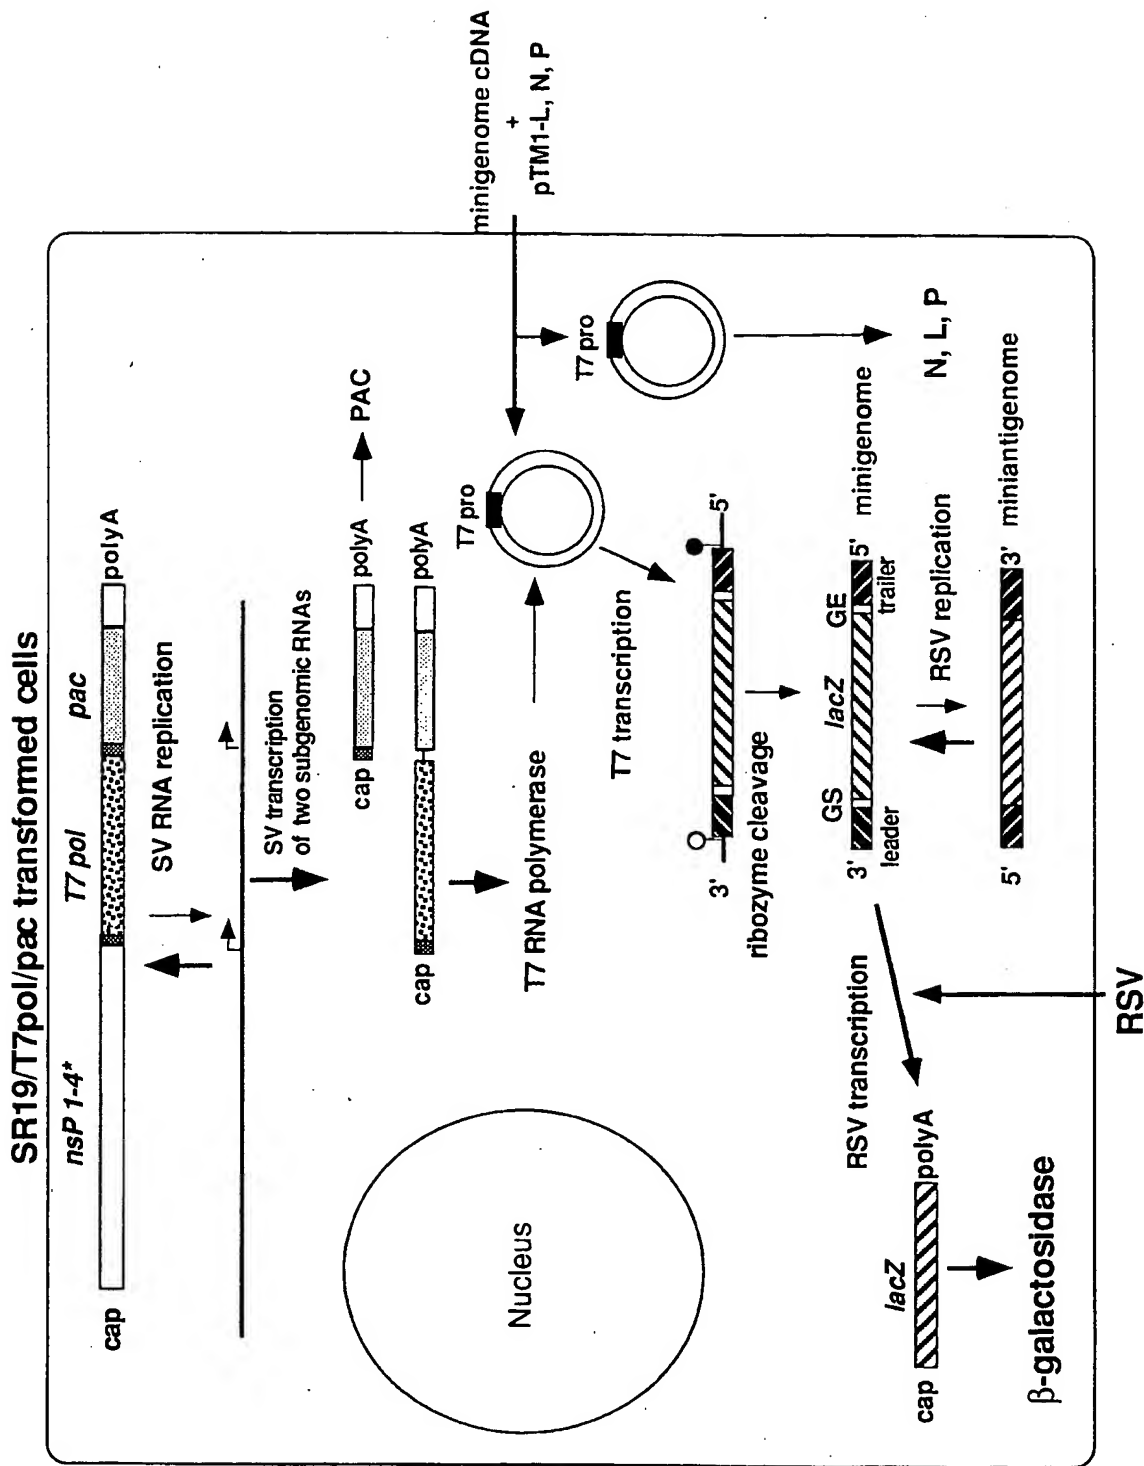 SR19/T7pol/pac transformed cells
nsP 1-4*
T7 pol
pac
cap
polyA
SV RNA replication
SV transcription
of two subgenomic RNAs
cap
polyA
PAC
cap
polyA
T7 RNA polymerase
T7 pro
minigenome cDNA
+
pTM1-L, N, P
T7 pro
N, L, P
T7 transcription
3'
5'
ribozyme cleavage
GS
lacZ
GE
3'
5'
minigenome
leader
trailer
RSV replication
5'
3'
miniantigenome
Nucleus
RSV transcription
RSV
lacZ
cap
polyA
β-galactosidase